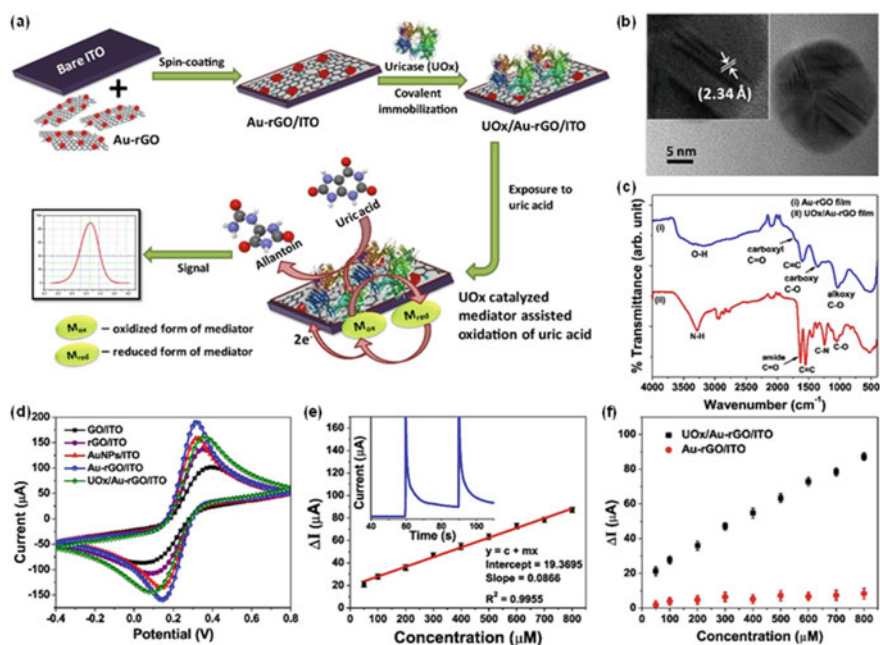 (a)
Bare ITO
Au-rGO
Spin-coating
Au-rGO/ITO
Uricase (UOx)
Covalent
immobilization
UOx/Au-rGO/ITO
Exposure to
uric acid
Uric acid
Allantoin
Signal
2e-
Mox
Mred
UOx catalyzed
mediator assisted
oxidation of uric acid
Mox – oxidized form of mediator
Mred – reduced form of mediator
(b)
(2.34 Å)
5 nm
(c)
(i) Au-rGO film
(ii) UOx/Au-rGO film
(i)
O-H
carboxyl
C=O
C=C
carboxy
C-O
alkoxy
C-O
(ii)
N-H
amide
C=O
C=C
C-N
C-O
% Transmittance (arb. unit)
4000 3500 3000 2500 2000 1500 1000 500
Wavenumber (cm-1)
(d)
GO/ITO
rGO/ITO
AuNPs/ITO
Au-rGO/ITO
UOx/Au-rGO/ITO
Current (µA)
200
150
100
50
0
-50
-100
-150
-0.4 -0.2 0.0 0.2 0.4 0.6 0.8
Potential (V)
(e)
Current (µA)
40 60 80 100
Time (s)
y = c + mx
Intercept = 19.3695
Slope = 0.0866
R2 = 0.9955
ΔI (µA)
160
140
120
100
80
60
40
20
0
0 100 200 300 400 500 600 700 800
Concentration (µM)
(f)
UOx/Au-rGO/ITO
Au-rGO/ITO
ΔI (µA)
100
80
60
40
20
0
0 100 200 300 400 500 600 700 800
Concentration (µM)